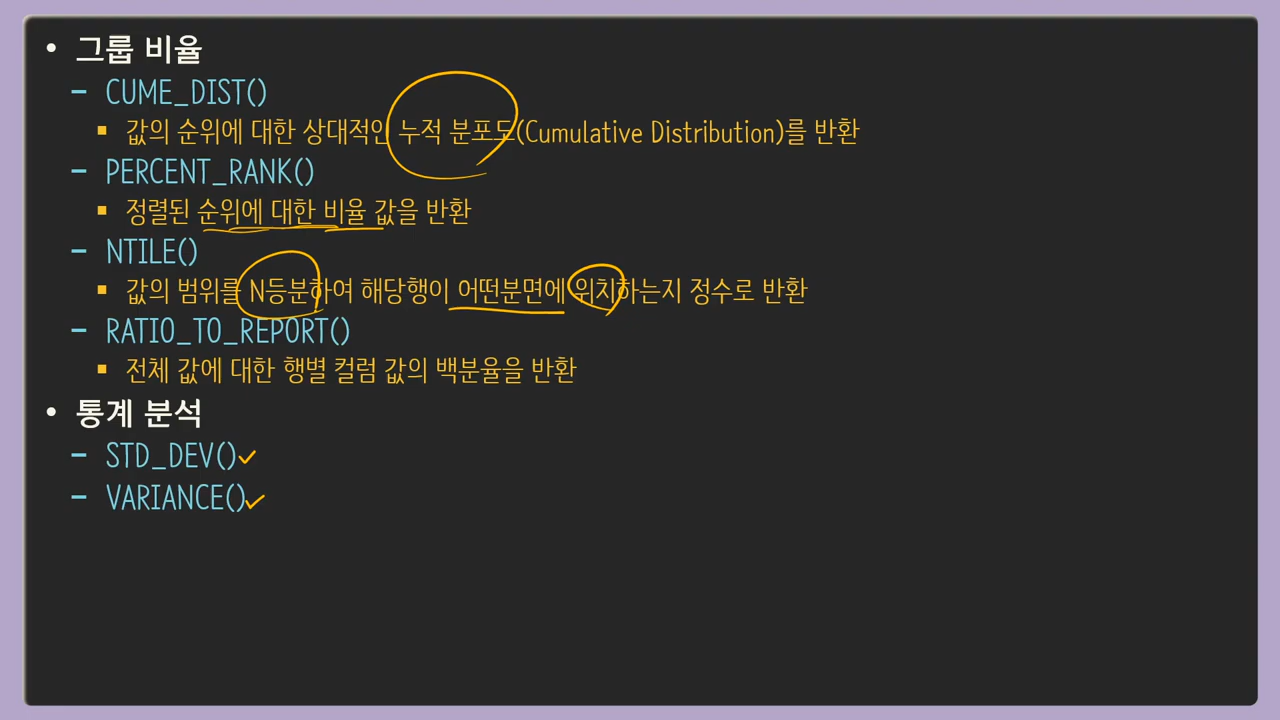 • 그룹 비율
– CUME_DIST()
▪ 값의 순위에 대한 상대적인 누적 분포도(Cumulative Distribution)를 반환
– PERCENT_RANK()
▪ 정렬된 순위에 대한 비율 값을 반환
– NTILE()
▪ 값의 범위를 N등분하여 해당행이 어떤분면에 위치하는지 정수로 반환
– RATIO_TO_REPORT()
▪ 전체 값에 대한 행별 컬럼 값의 백분율을 반환
• 통계 분석
– STD_DEV()✓
– VARIANCE()✓